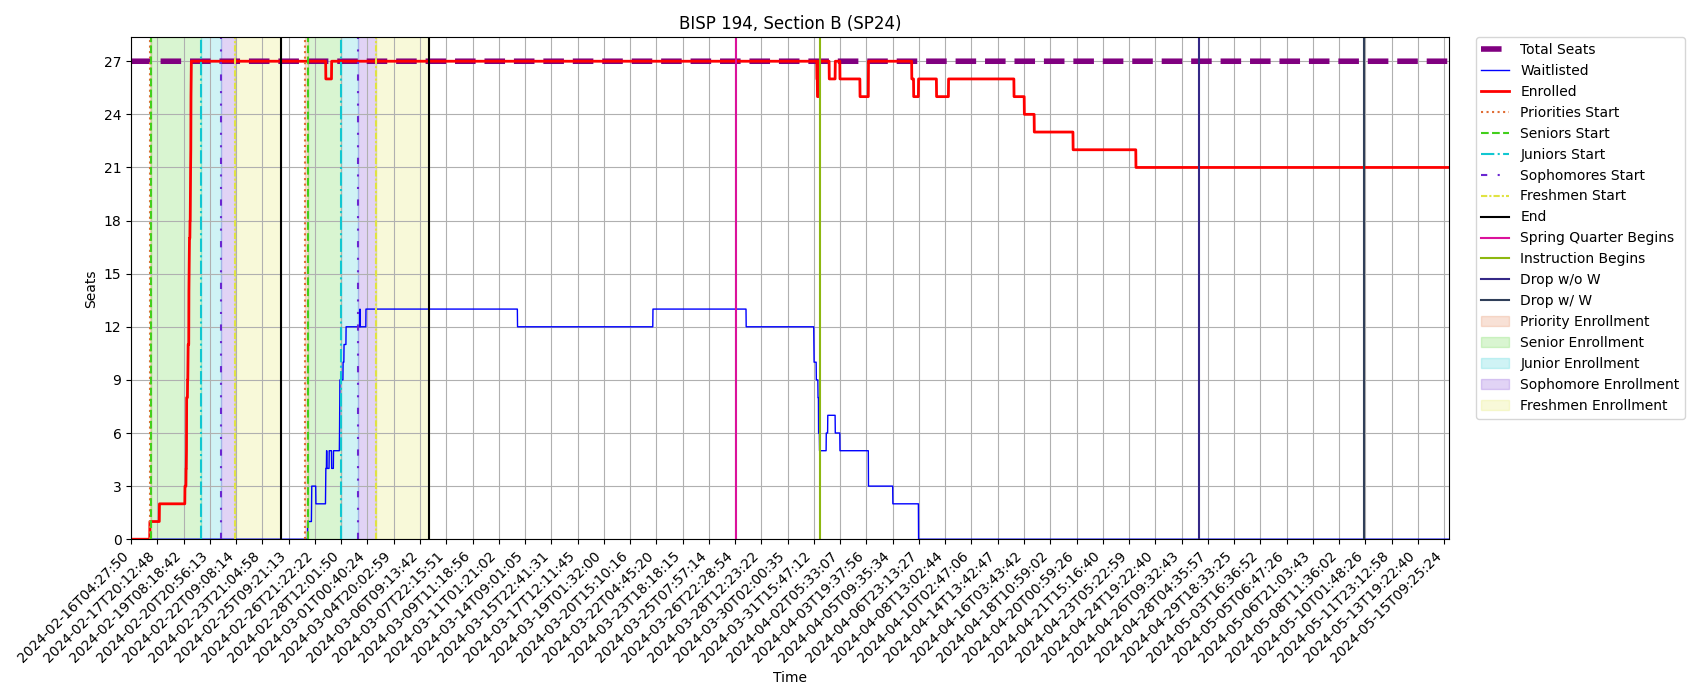 BISP 194, Section B (SP24)
27
24
21
18
15
12
9
6
3
0
Seats
2024-02-16T04:27:50
2024-02-17T20:12:48
2024-02-19T08:18:42
2024-02-20T20:56:13
2024-02-22T09:08:14
2024-02-23T21:04:58
2024-02-25T09:21:13
2024-02-26T21:22:22
2024-02-28T12:01:50
2024-03-01T00:40:24
2024-03-04T20:02:59
2024-03-06T09:13:42
2024-03-07T22:15:51
2024-03-09T11:18:56
2024-03-11T01:21:02
2024-03-14T09:01:05
2024-03-15T22:41:31
2024-03-17T12:11:45
2024-03-19T01:32:00
2024-03-20T15:10:16
2024-03-22T04:45:20
2024-03-23T18:18:15
2024-03-25T07:57:14
2024-03-26T22:28:54
2024-03-28T12:23:22
2024-03-30T02:00:35
2024-03-31T15:47:12
2024-04-02T05:33:07
2024-04-03T19:37:56
2024-04-05T09:35:34
2024-04-06T23:13:27
2024-04-08T13:02:44
2024-04-10T02:47:06
2024-04-14T13:42:47
2024-04-16T03:43:42
2024-04-18T10:59:02
2024-04-20T00:59:26
2024-04-21T15:16:40
2024-04-23T05:22:59
2024-04-24T19:22:40
2024-04-26T09:32:43
2024-04-28T04:35:57
2024-04-29T18:33:25
2024-05-03T16:36:52
2024-05-05T06:47:26
2024-05-06T21:03:43
2024-05-08T11:36:02
2024-05-10T01:48:26
2024-05-11T23:12:58
2024-05-13T19:22:40
2024-05-15T09:25:24
Time
Total Seats
Waitlisted
Enrolled
Priorities Start
Seniors Start
Juniors Start
Sophomores Start
Freshmen Start
End
Spring Quarter Begins
Instruction Begins
Drop w/o W
Drop w/ W
Priority Enrollment
Senior Enrollment
Junior Enrollment
Sophomore Enrollment
Freshmen Enrollment